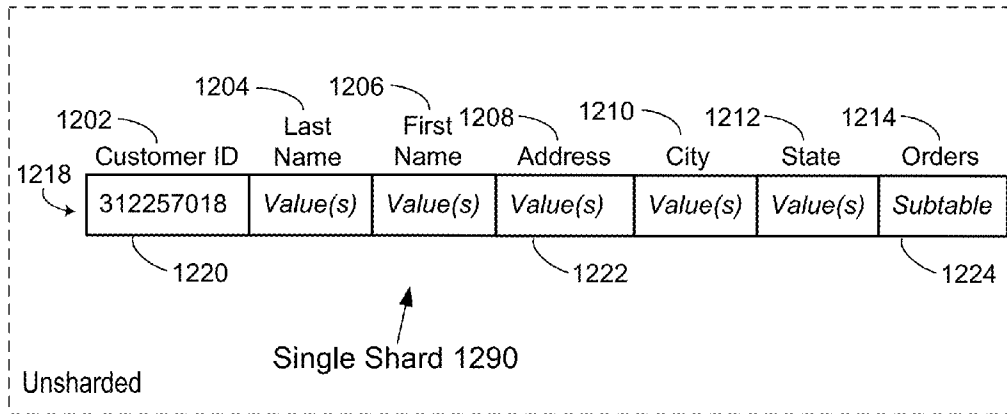 1204
1206
1202
Last
First
1208
1210
1212
1214
Customer ID
Name
Name
Address
City
State
Orders
1218
312257018
Value(s)
Value(s)
Value(s)
Value(s)
Value(s)
Subtable
1220
1222
1224
Single Shard 1290
Unsharded